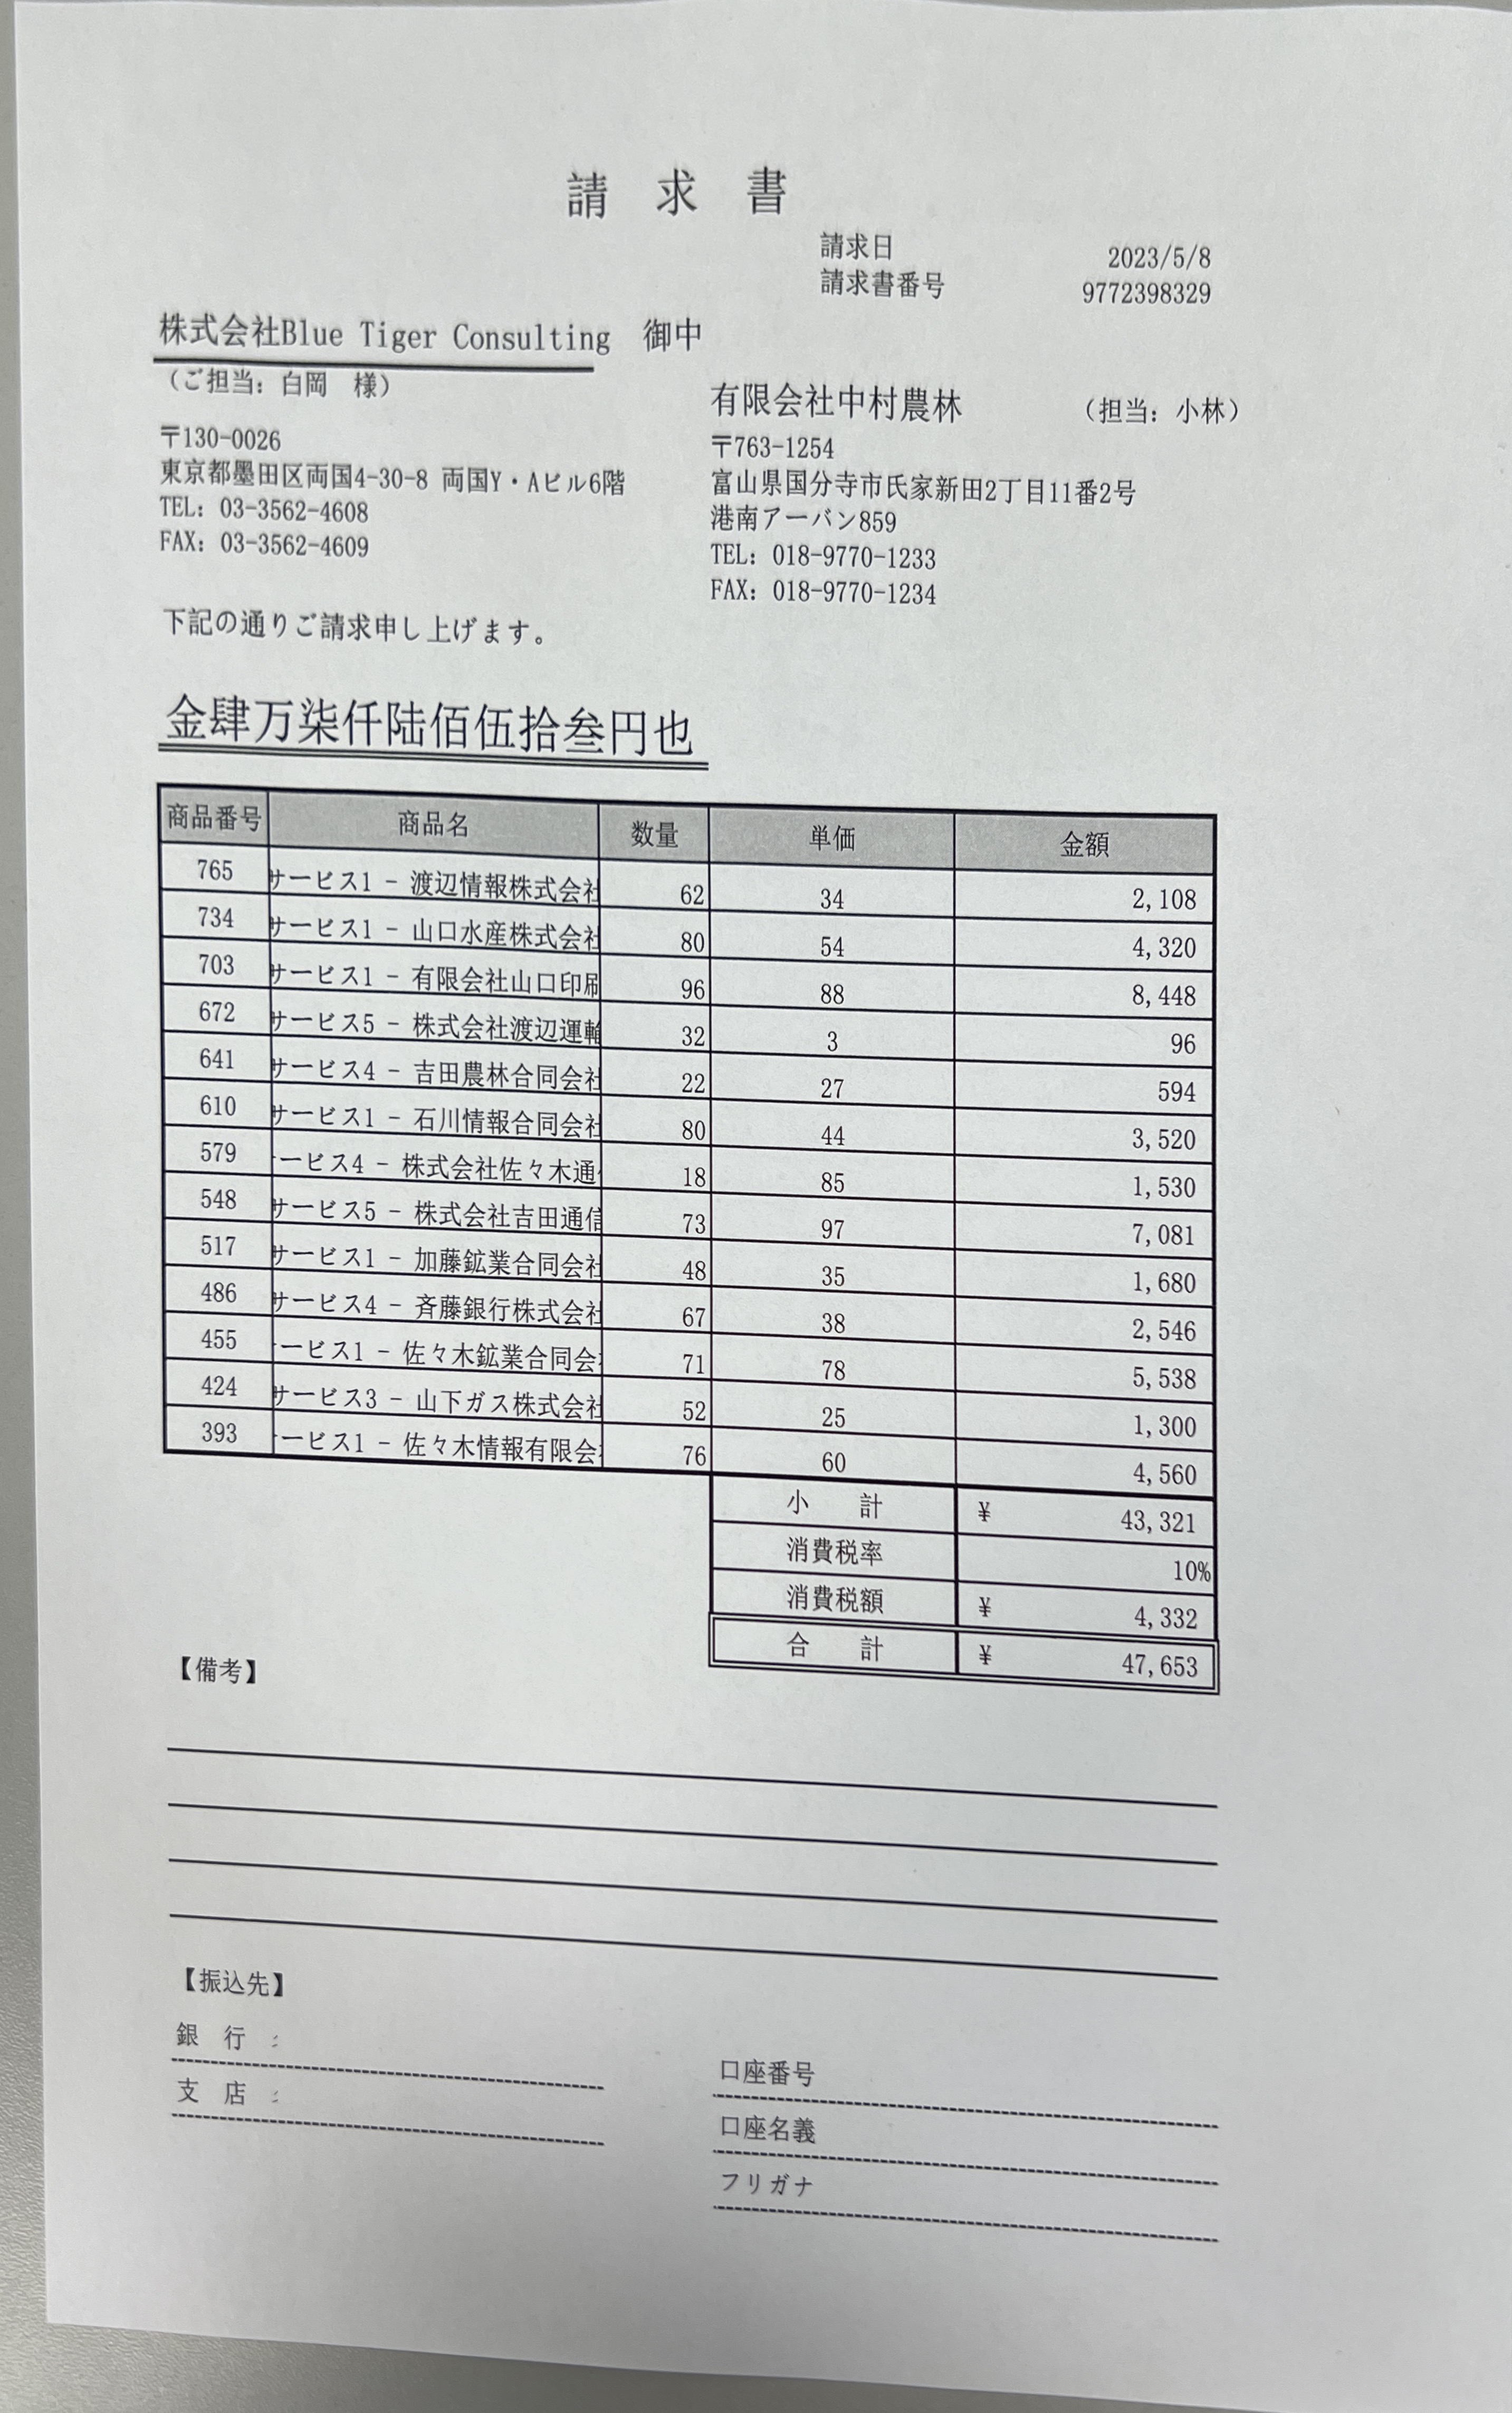 請　求　書
請求日 2023/5/8
請求書番号 9772398329
株式会社Blue Tiger Consulting　御中
（ご担当：白岡　様）
〒130-0026
東京都墨田区両国4-30-8 両国Y・Aビル6階
TEL：03-3562-4608
FAX：03-3562-4609
有限会社中村農林 （担当：小林）
〒763-1254
富山県国分寺市氏家新田2丁目11番2号
港南アーバン859
TEL：018-9770-1233
FAX：018-9770-1234
下記の通りご請求申し上げます。
金肆万柒仟陸佰伍拾叁円也
商品番号 商品名 数量 単価 金額
765 サービス1 - 渡辺情報株式会社 62 34 2,108
734 サービス1 - 山口水産株式会社 80 54 4,320
703 サービス1 - 有限会社山口印刷 96 88 8,448
672 サービス5 - 株式会社渡辺運輸 32 3 96
641 サービス4 - 吉田農林合同会社 22 27 594
610 サービス1 - 石川情報合同会社 80 44 3,520
579 ービス4 - 株式会社佐々木通 18 85 1,530
548 サービス5 - 株式会社吉田通信 73 97 7,081
517 サービス1 - 加藤鉱業合同会社 48 35 1,680
486 サービス4 - 斉藤銀行株式会社 67 38 2,546
455 ービス1 - 佐々木鉱業合同会 71 78 5,538
424 サービス3 - 山下ガス株式会社 52 25 1,300
393 ービス1 - 佐々木情報有限会 76 60 4,560
小　計 ¥ 43,321
消費税率 10%
消費税額 ¥ 4,332
合　計 ¥ 47,653
【備考】
【振込先】
銀　行　：
支　店　：
口座番号
口座名義
フリガナ